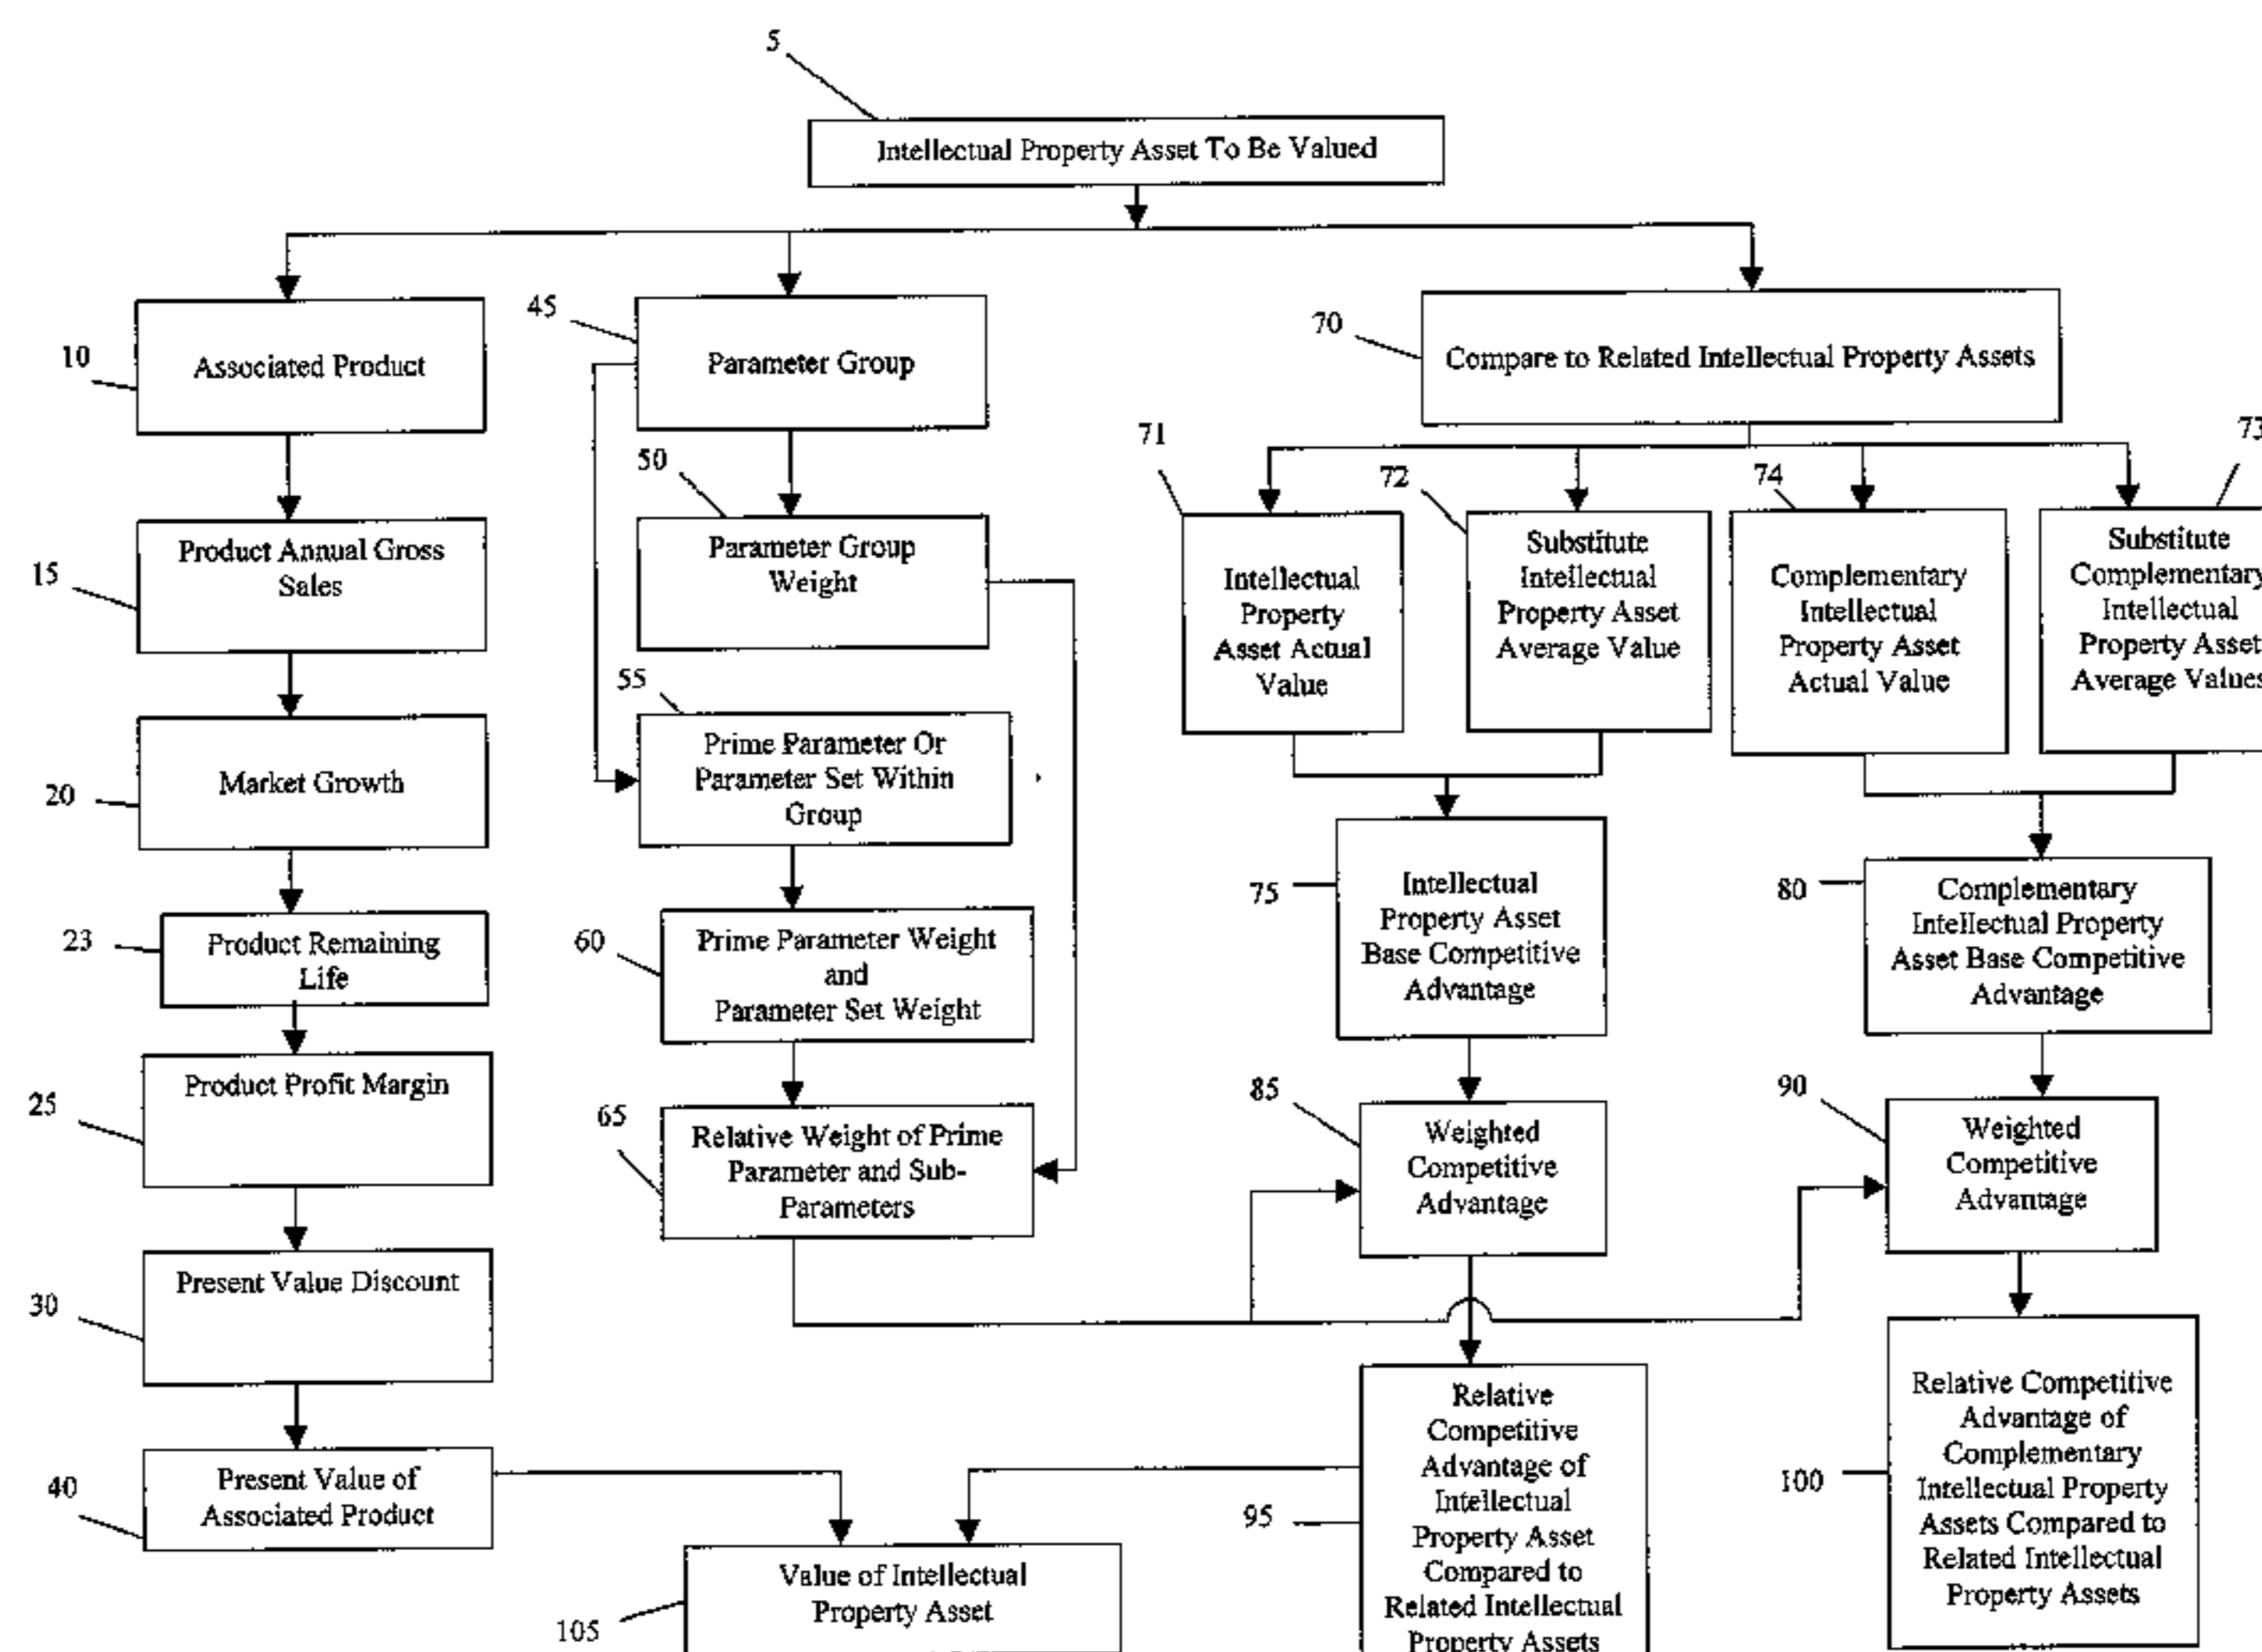 5
Intellectual Property Asset To Be Valued
10
Associated Product
45
Parameter Group
70
Compare to Related Intellectual Property Assets
15
Product Annual Gross
Sales
50
Parameter Group
Weight
71
Intellectual
Property
Asset Actual
Value
72
Substitute
Intellectual
Property Asset
Average Value
74
Complementary
Intellectual
Property Asset
Actual Value
73
Substitute
Complementary
Intellectual
Property Asset
Average Values
20
Market Growth
55
Prime Parameter Or
Parameter Set Within
Group
23
Product Remaining
Life
60
Prime Parameter Weight
and
Parameter Set Weight
75
Intellectual
Property Asset
Base Competitive
Advantage
80
Complementary
Intellectual Property
Asset Base Competitive
Advantage
25
Product Profit Margin
65
Relative Weight of Prime
Parameter and Sub-
Parameters
85
Weighted
Competitive
Advantage
90
Weighted
Competitive
Advantage
30
Present Value Discount
40
Present Value of
Associated Product
95
Relative
Competitive
Advantage of
Intellectual
Property Asset
Compared to
Related Intellectual
Property Assets
100
Relative Competitive
Advantage of
Complementary
Intellectual Property
Assets Compared to
Related Intellectual
Property Assets
105
Value of Intellectual
Property Asset